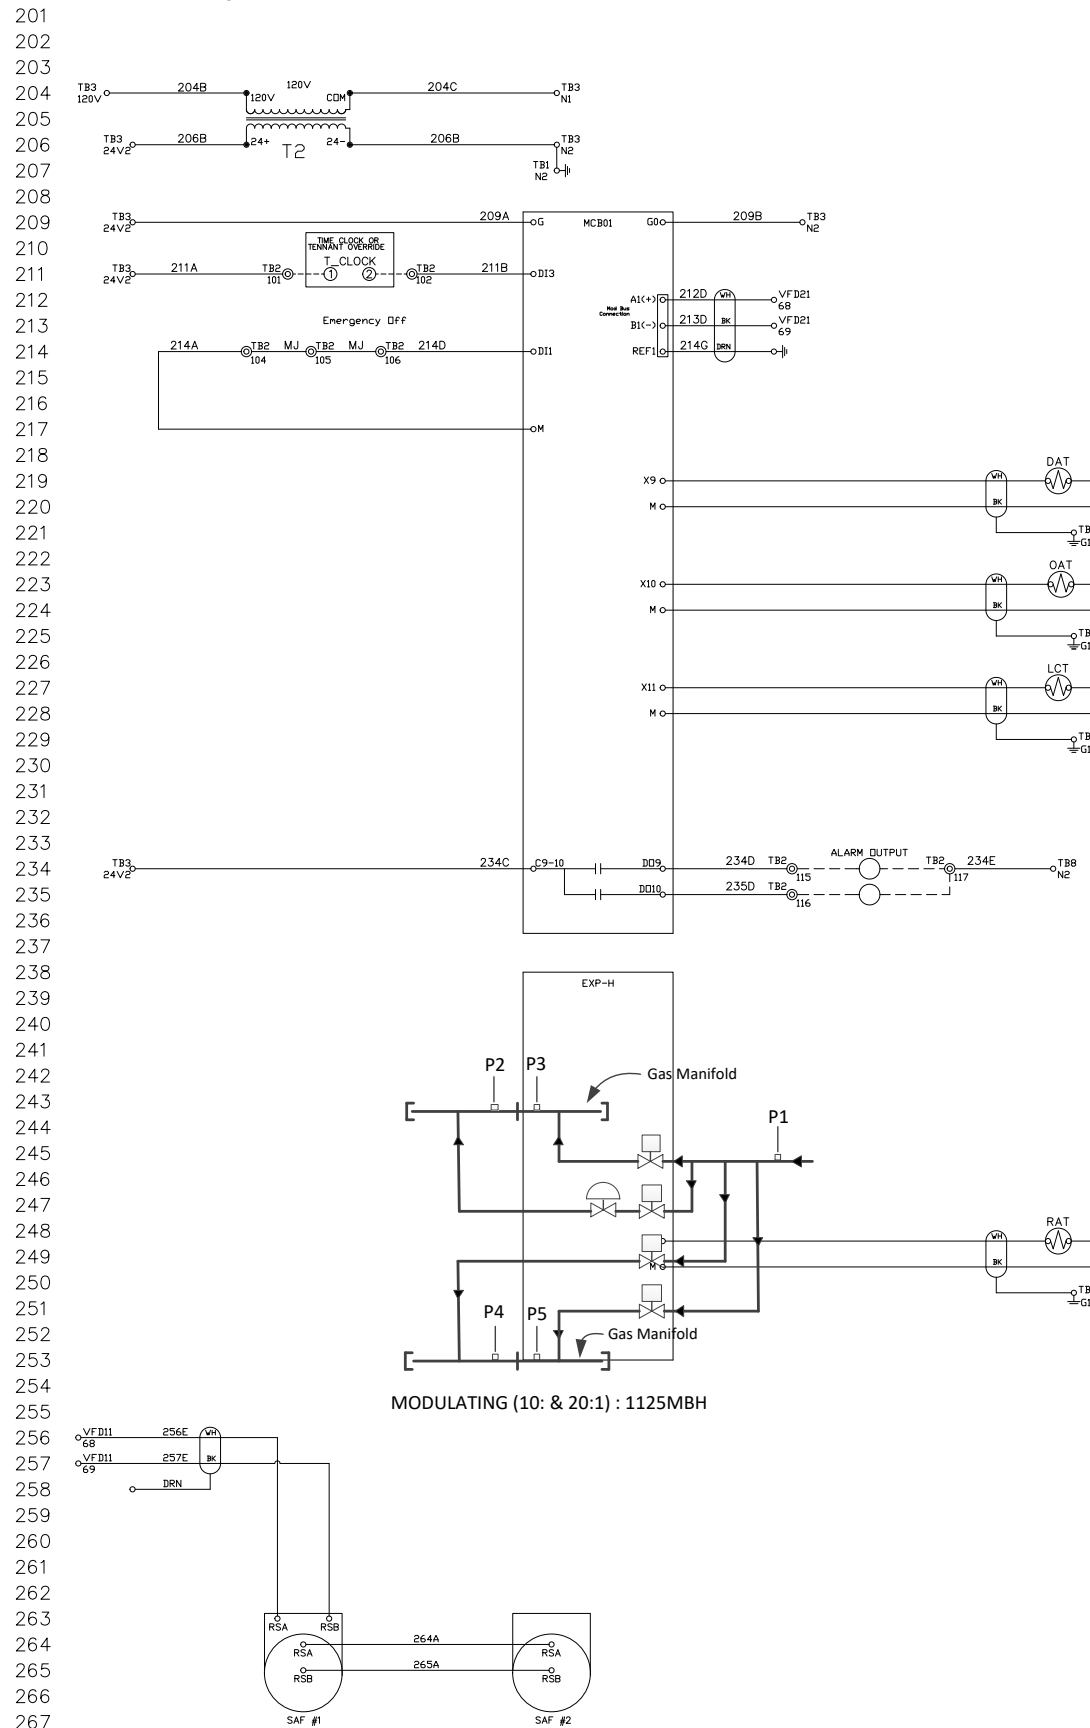 201
202
203
204 TB3 120V 204B 120V 120V COM 204C TB3 N1
205
206 TB3 24V2 206B 24+ T2 24- 206B TB3 N2
207 TB1 N2
208
209 TB3 24V2 209A G MCB01 G0 209B TB3 N2
210 TIME CLOCK OR TENNANT OVERRIDE
T_CLOCK
211 TB3 24V2 211A TB2 101 1 2 TB2 102 211B DI3
212 A1(+) 212D WH VFD21 68
Mod Bus Connection
213 Emergency Off B1(-) 213D BK VFD21 69
214 214A TB2 104 MJ TB2 105 MJ TB2 106 214D DI1 REF1 214G DRN
215
216
217 M
218
219 X9 WH DAT
220 M BK
221 TB G1
222
223 X10 WH OAT
224 M BK
225 TB G1
226
227 X11 WH LCT
228 M BK
229 TB G1
230
231
232
233
234 TB3 24V2 234C C9-10 DO9 234D TB2 115 ALARM OUTPUT TB2 117 234E TB8 N2
235 DO10 235D TB2 116
236
237
238 EXP-H
239
240
241
242 P2 P3 Gas Manifold
243
244 P1
245
246
247
248 WH RAT
249 M BK
250
251 TB G1
252 P4 P5 Gas Manifold
253
254
255 MODULATING (10: & 20:1) : 1125MBH
256 VFD11 68 256E WH
257 VFD11 69 257E BK
258 DRN
259
260
261
262
263 RSA RSB
264 RSA 264A RSA
265 RSB 265A RSB
266
267 SAF #1 SAF #2